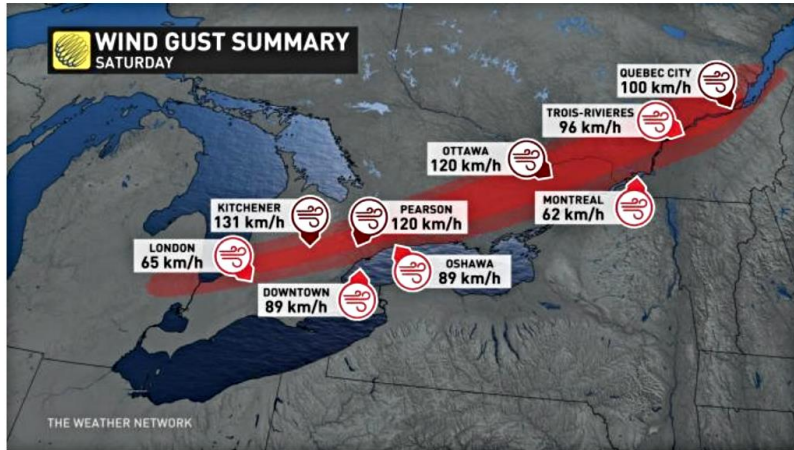 WIND GUST SUMMARY
SATURDAY
QUEBEC CITY
100 km/h
TROIS-RIVIERES
96 km/h
OTTAWA
120 km/h
MONTREAL
62 km/h
KITCHENER
131 km/h
PEARSON
120 km/h
LONDON
65 km/h
OSHAWA
89 km/h
DOWNTOWN
89 km/h
THE WEATHER NETWORK